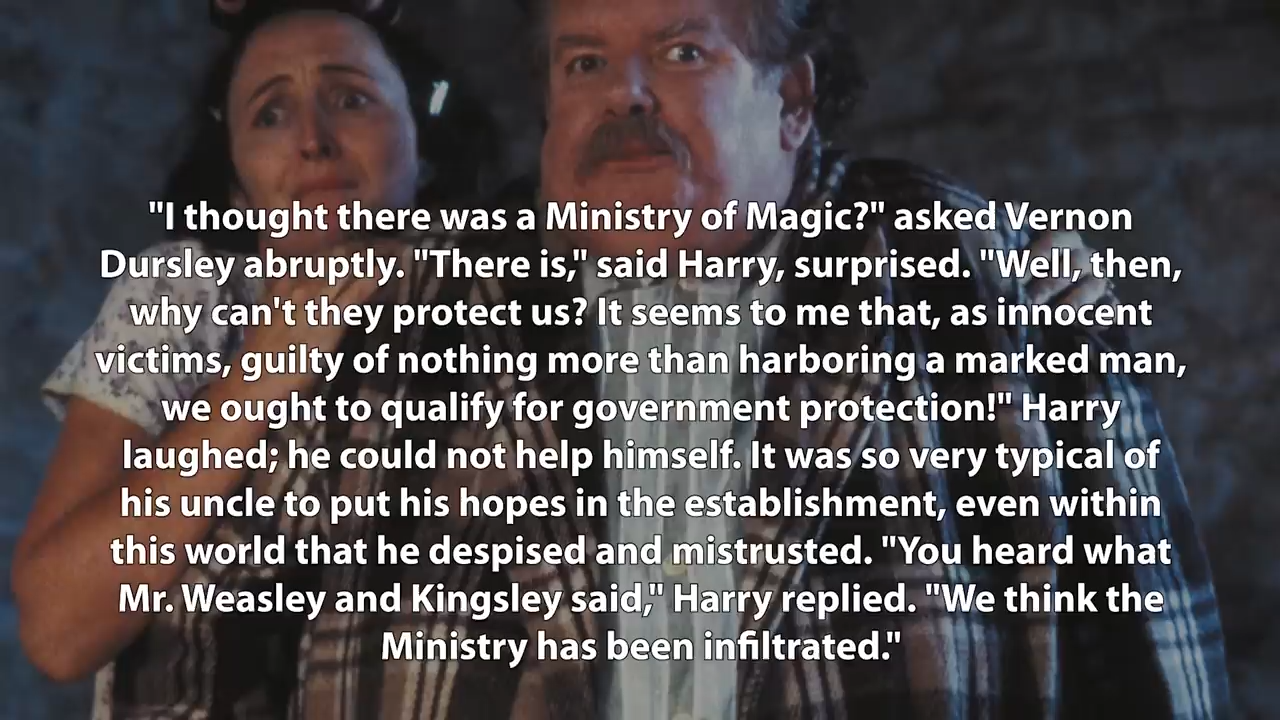 "I thought there was a Ministry of Magic?" asked Vernon
Dursley abruptly. "There is," said Harry, surprised. "Well, then,
why can't they protect us? It seems to me that, as innocent
victims, guilty of nothing more than harboring a marked man,
we ought to qualify for government protection!" Harry
laughed; he could not help himself. It was so very typical of
his uncle to put his hopes in the establishment, even within
this world that he despised and mistrusted. "You heard what
Mr. Weasley and Kingsley said," Harry replied. "We think the
Ministry has been infiltrated."